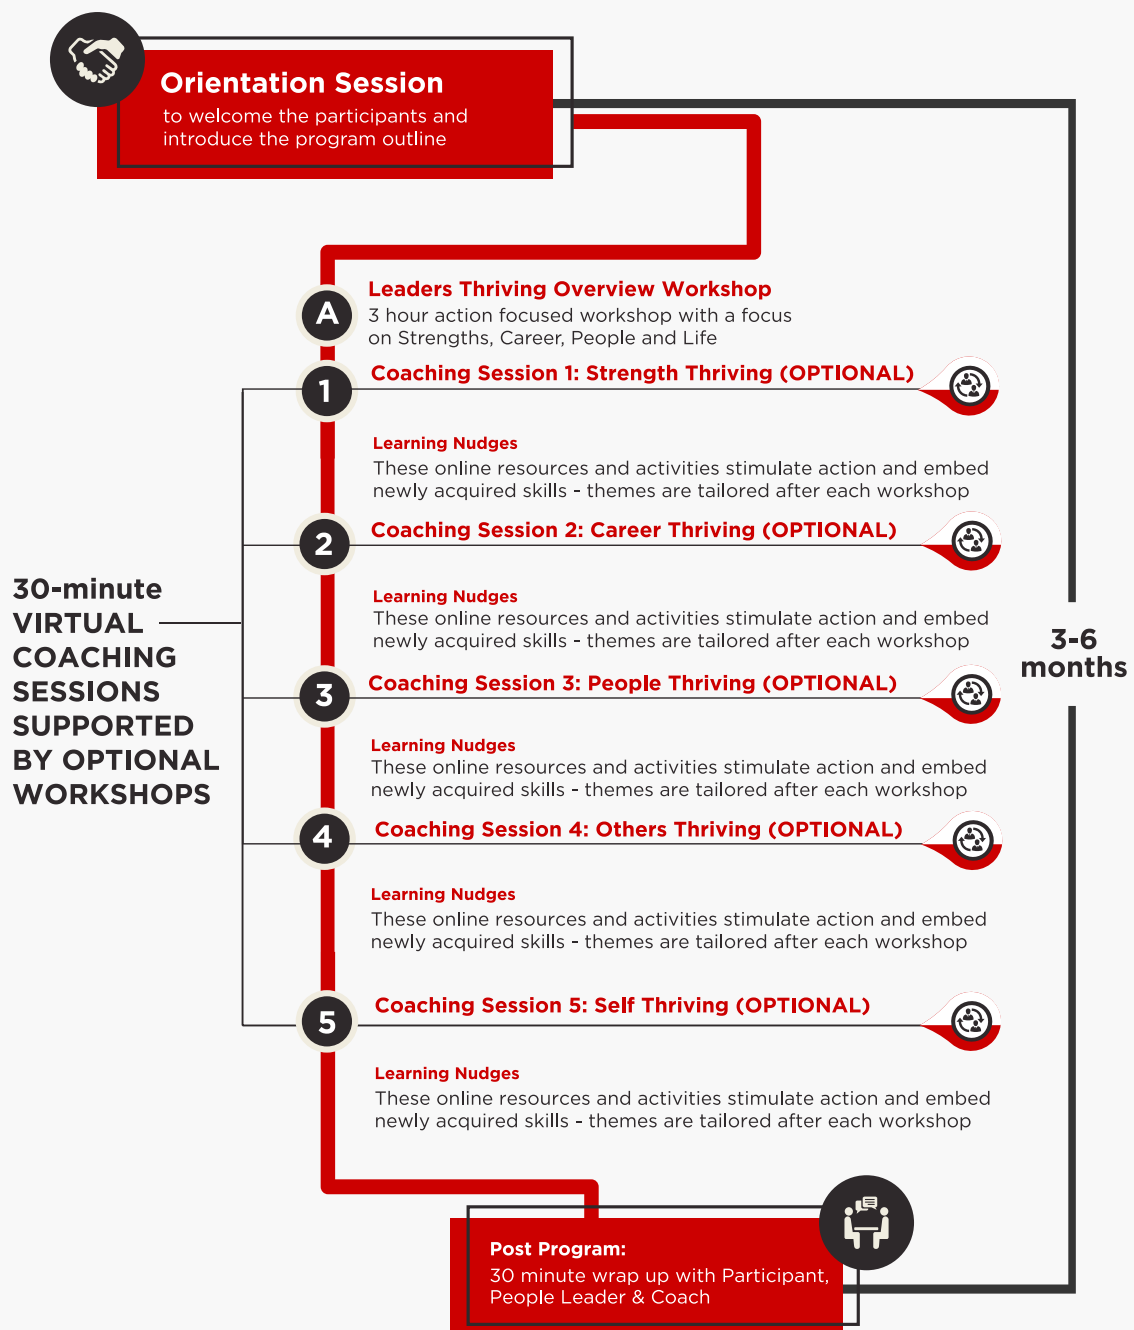 Orientation Session
to welcome the participants and
introduce the program outline
A
Leaders Thriving Overview Workshop
3 hour action focused workshop with a focus
on Strengths, Career, People and Life
1
Coaching Session 1: Strength Thriving (OPTIONAL)
Learning Nudges
These online resources and activities stimulate action and embed
newly acquired skills - themes are tailored after each workshop
2
Coaching Session 2: Career Thriving (OPTIONAL)
Learning Nudges
These online resources and activities stimulate action and embed
newly acquired skills - themes are tailored after each workshop
3
Coaching Session 3: People Thriving (OPTIONAL)
Learning Nudges
These online resources and activities stimulate action and embed
newly acquired skills - themes are tailored after each workshop
4
Coaching Session 4: Others Thriving (OPTIONAL)
Learning Nudges
These online resources and activities stimulate action and embed
newly acquired skills - themes are tailored after each workshop
5
Coaching Session 5: Self Thriving (OPTIONAL)
Learning Nudges
These online resources and activities stimulate action and embed
newly acquired skills - themes are tailored after each workshop
30-minute
VIRTUAL
COACHING
SESSIONS
SUPPORTED
BY OPTIONAL
WORKSHOPS
3-6
months
Post Program:
30 minute wrap up with Participant,
People Leader & Coach